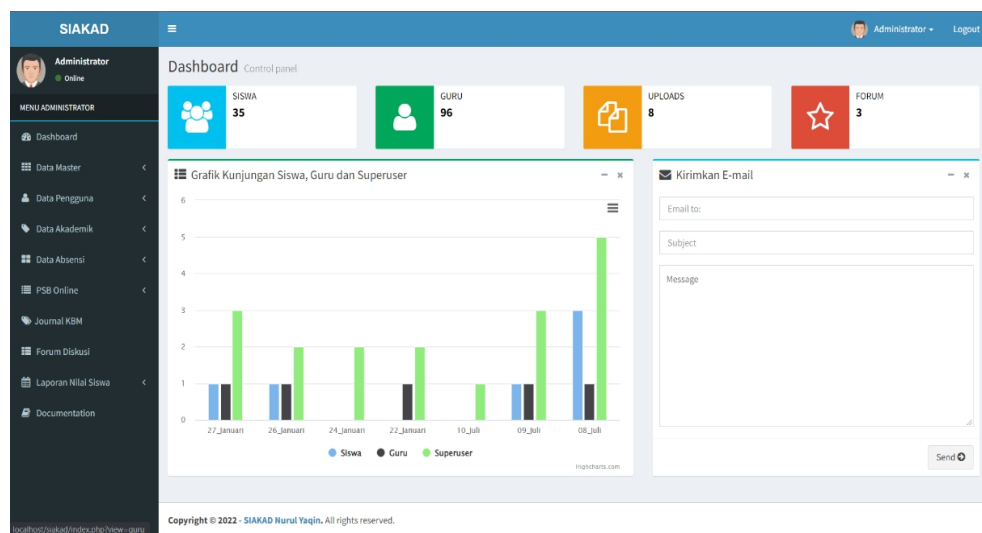 SIAKAD
Administrator
Logout
Administrator
Online
MENU ADMINISTRATOR
Dashboard
Data Master
Data Pengguna
Data Akademik
Data Absensi
PSB Online
Journal KBM
Forum Diskusi
Laporan Nilai Siswa
Documentation
localhost/siakad/index.php?view=guru
Dashboard Control panel
SISWA
35
GURU
96
UPLOADS
8
FORUM
3
Grafik Kunjungan Siswa, Guru dan Superuser
6
5
4
3
2
1
0
27_Januari 26_Januari 24_Januari 22_Januari 10_Juli 09_Juli 08_Juli
Siswa Guru Superuser
Highcharts.com
Kirimkan E-mail
Email to:
Subject
Message
Send
Copyright © 2022 - SIAKAD Nurul Yaqin. All rights reserved.